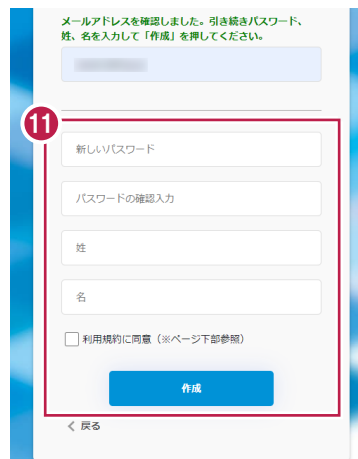 メールアドレスを確認しました。引き続きパスワード、
姓、名を入力して「作成」を押してください。
11
新しいパスワード
パスワードの確認入力
姓
名
利用規約に同意（※ページ下部参照）
作成
< 戻る